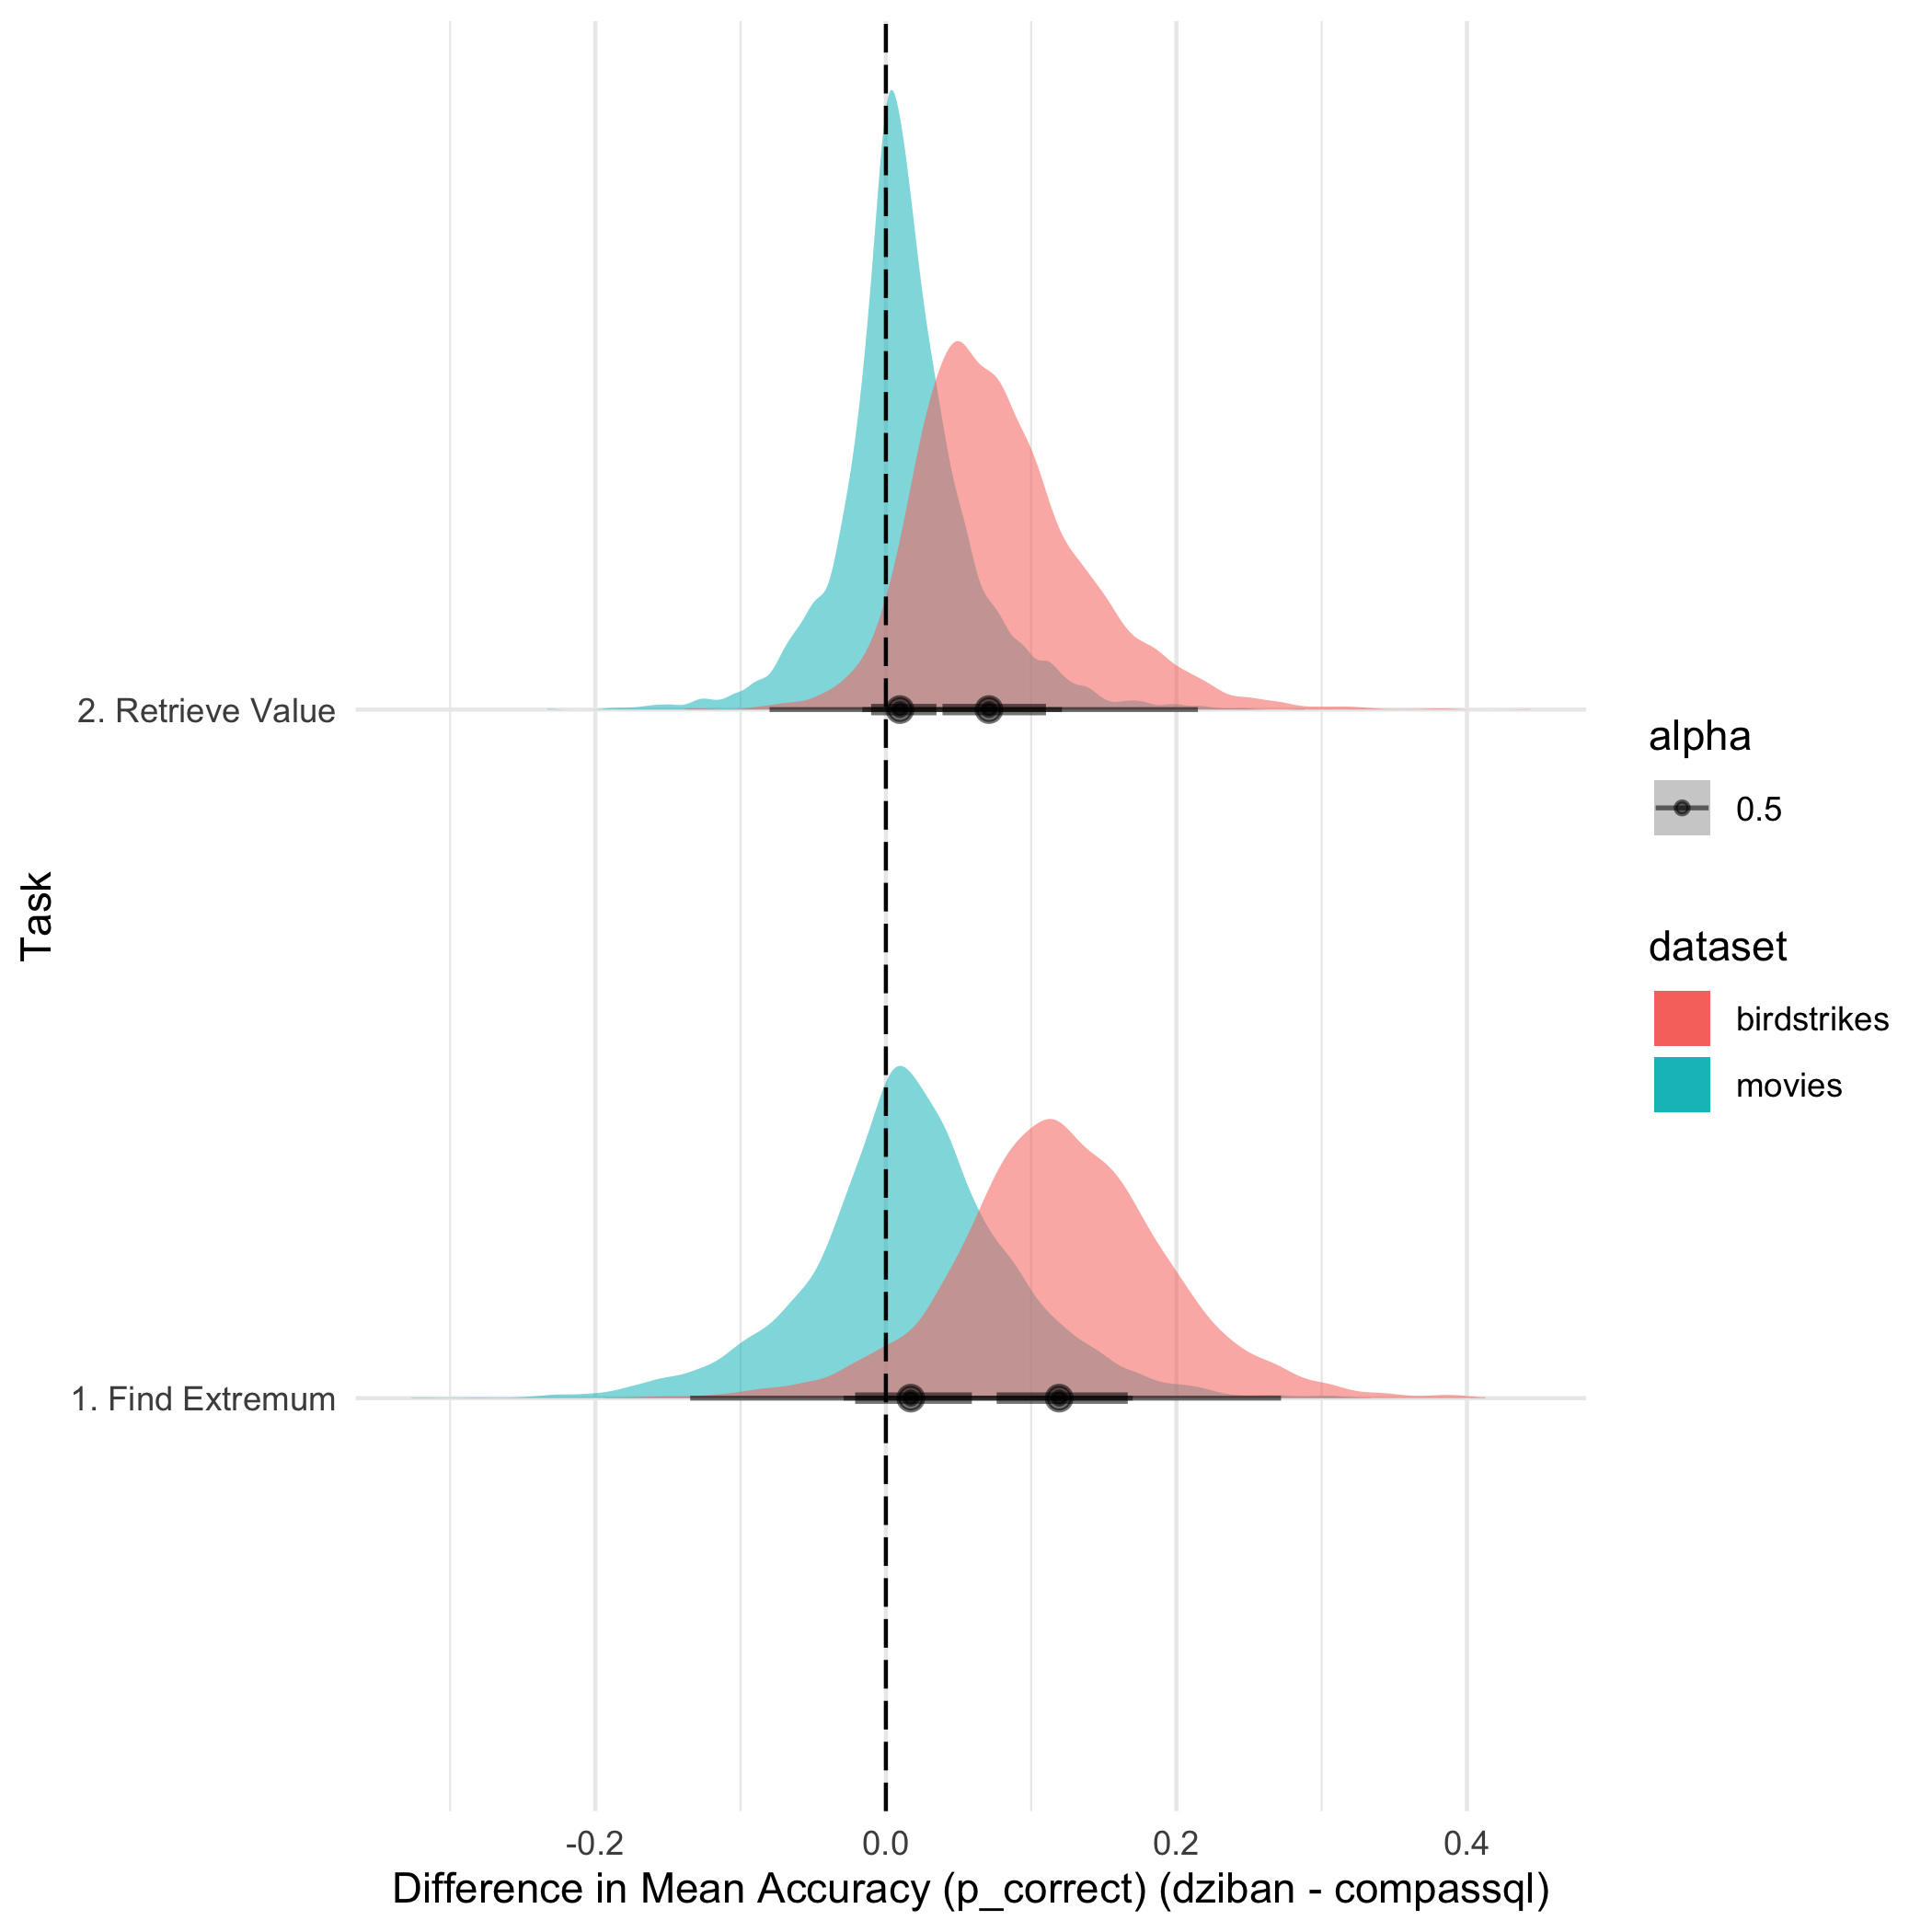 2. Retrieve Value
1. Find Extremum
Task
-0.2
0.0
0.2
0.4
Difference in Mean Accuracy (p_correct) (dziban - compassql)
alpha
0.5
dataset
birdstrikes
movies